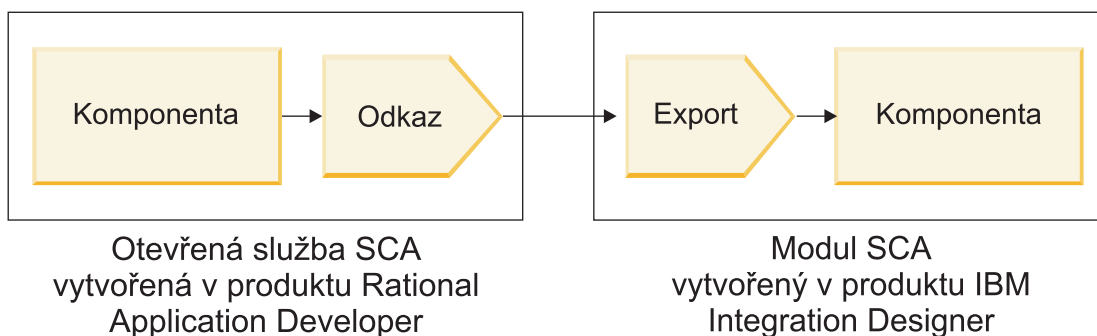 Komponenta
Odkaz
Export
Komponenta
Otevřená služba SCA
vytvořená v produktu Rational
Application Developer
Modul SCA
vytvořený v produktu IBM
Integration Designer